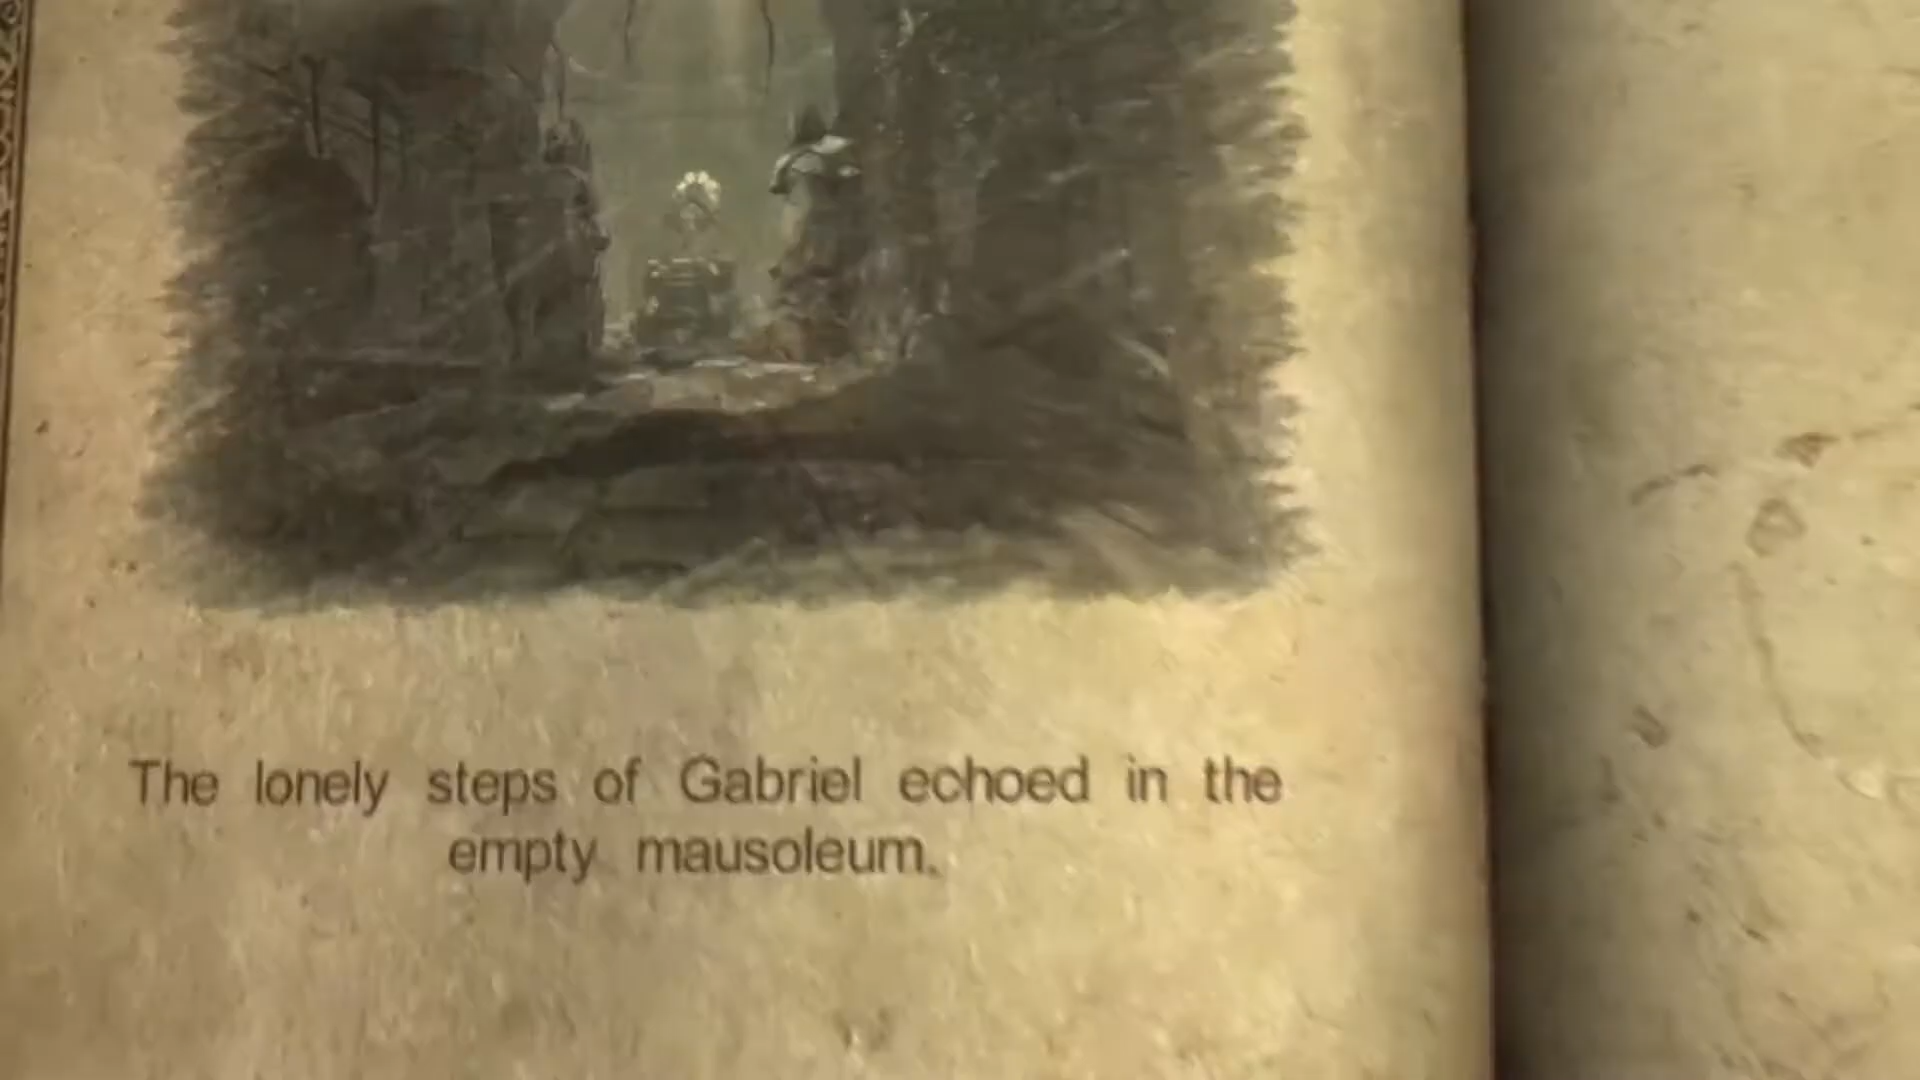 The lonely steps of Gabriel echoed in the
empty mausoleum.